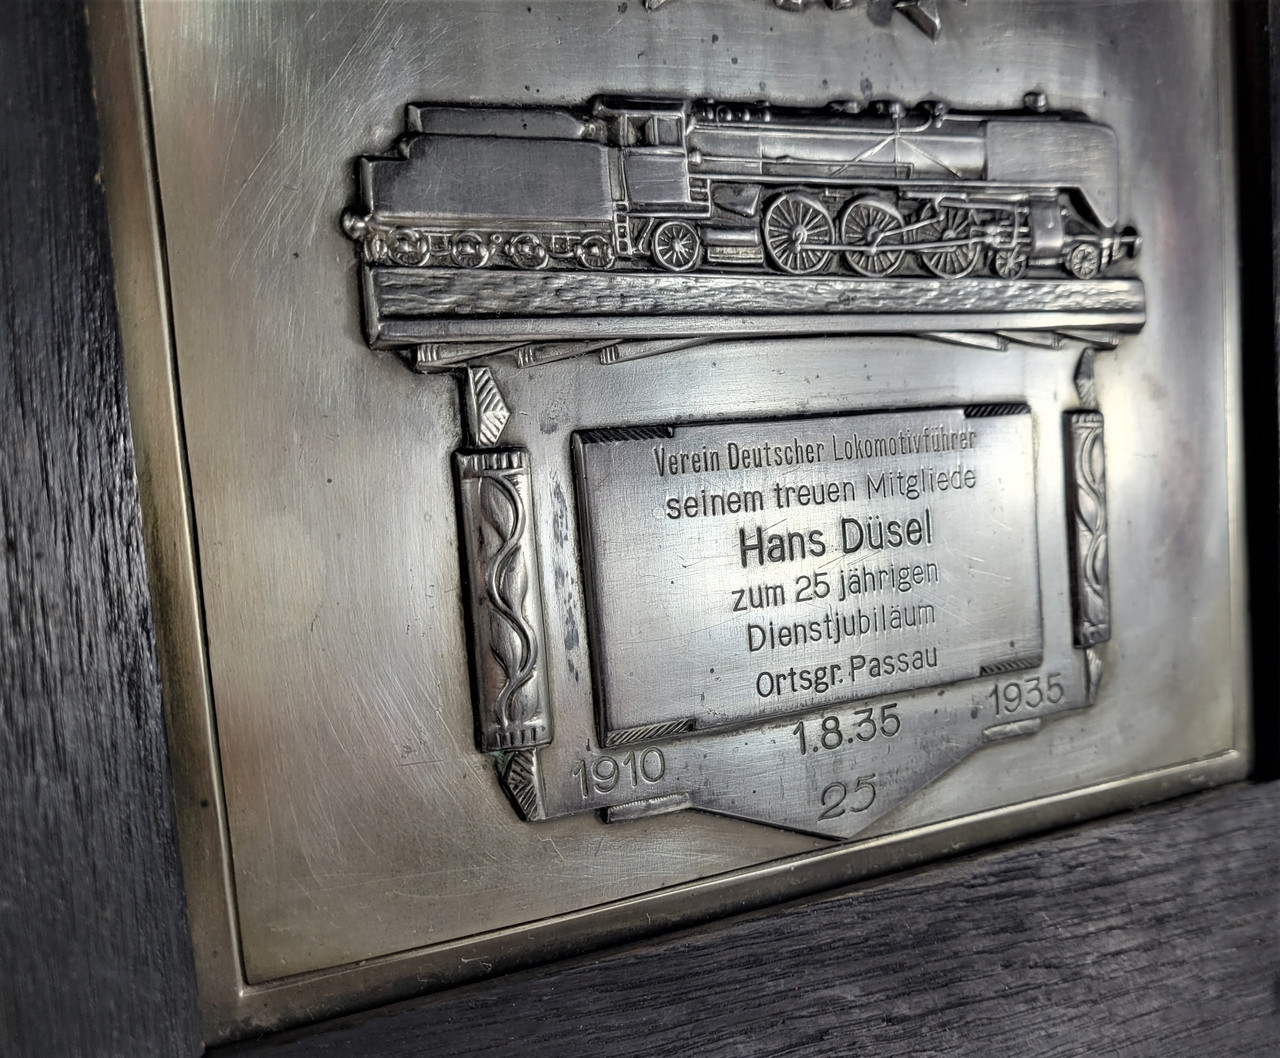 Verein Deutscher Lokomotivführer
seinem treuen Mitgliede
Hans Düsel
zum 25 jährigen
Dienstjubiläum
Ortsgr. Passau
1910 1.8.35 1935
25